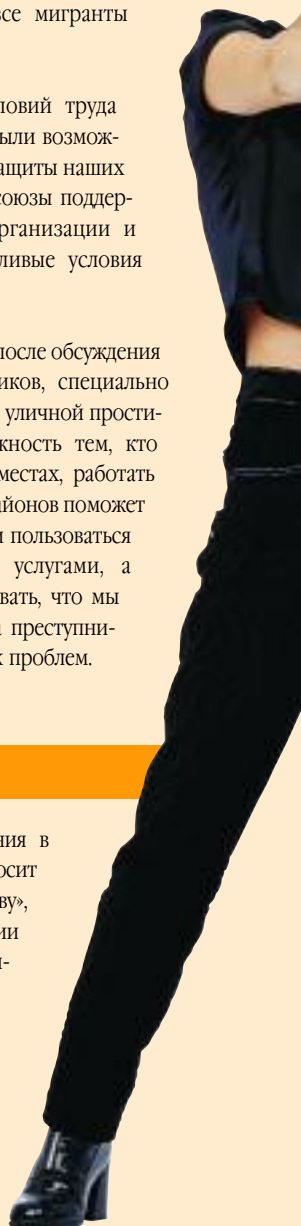 все мигранты
ловий труда
ыли возмож-
ащиты наших
союзы поддер-
рганизации и
ливые условия
после обсуждения
иков, специально
уличной прости-
жность тем, кто
местах, работать
айонов поможет
и пользоваться
услугами, а
вать, что мы
преступни-
х проблем.
ния в
осит
ву»,
ии
-